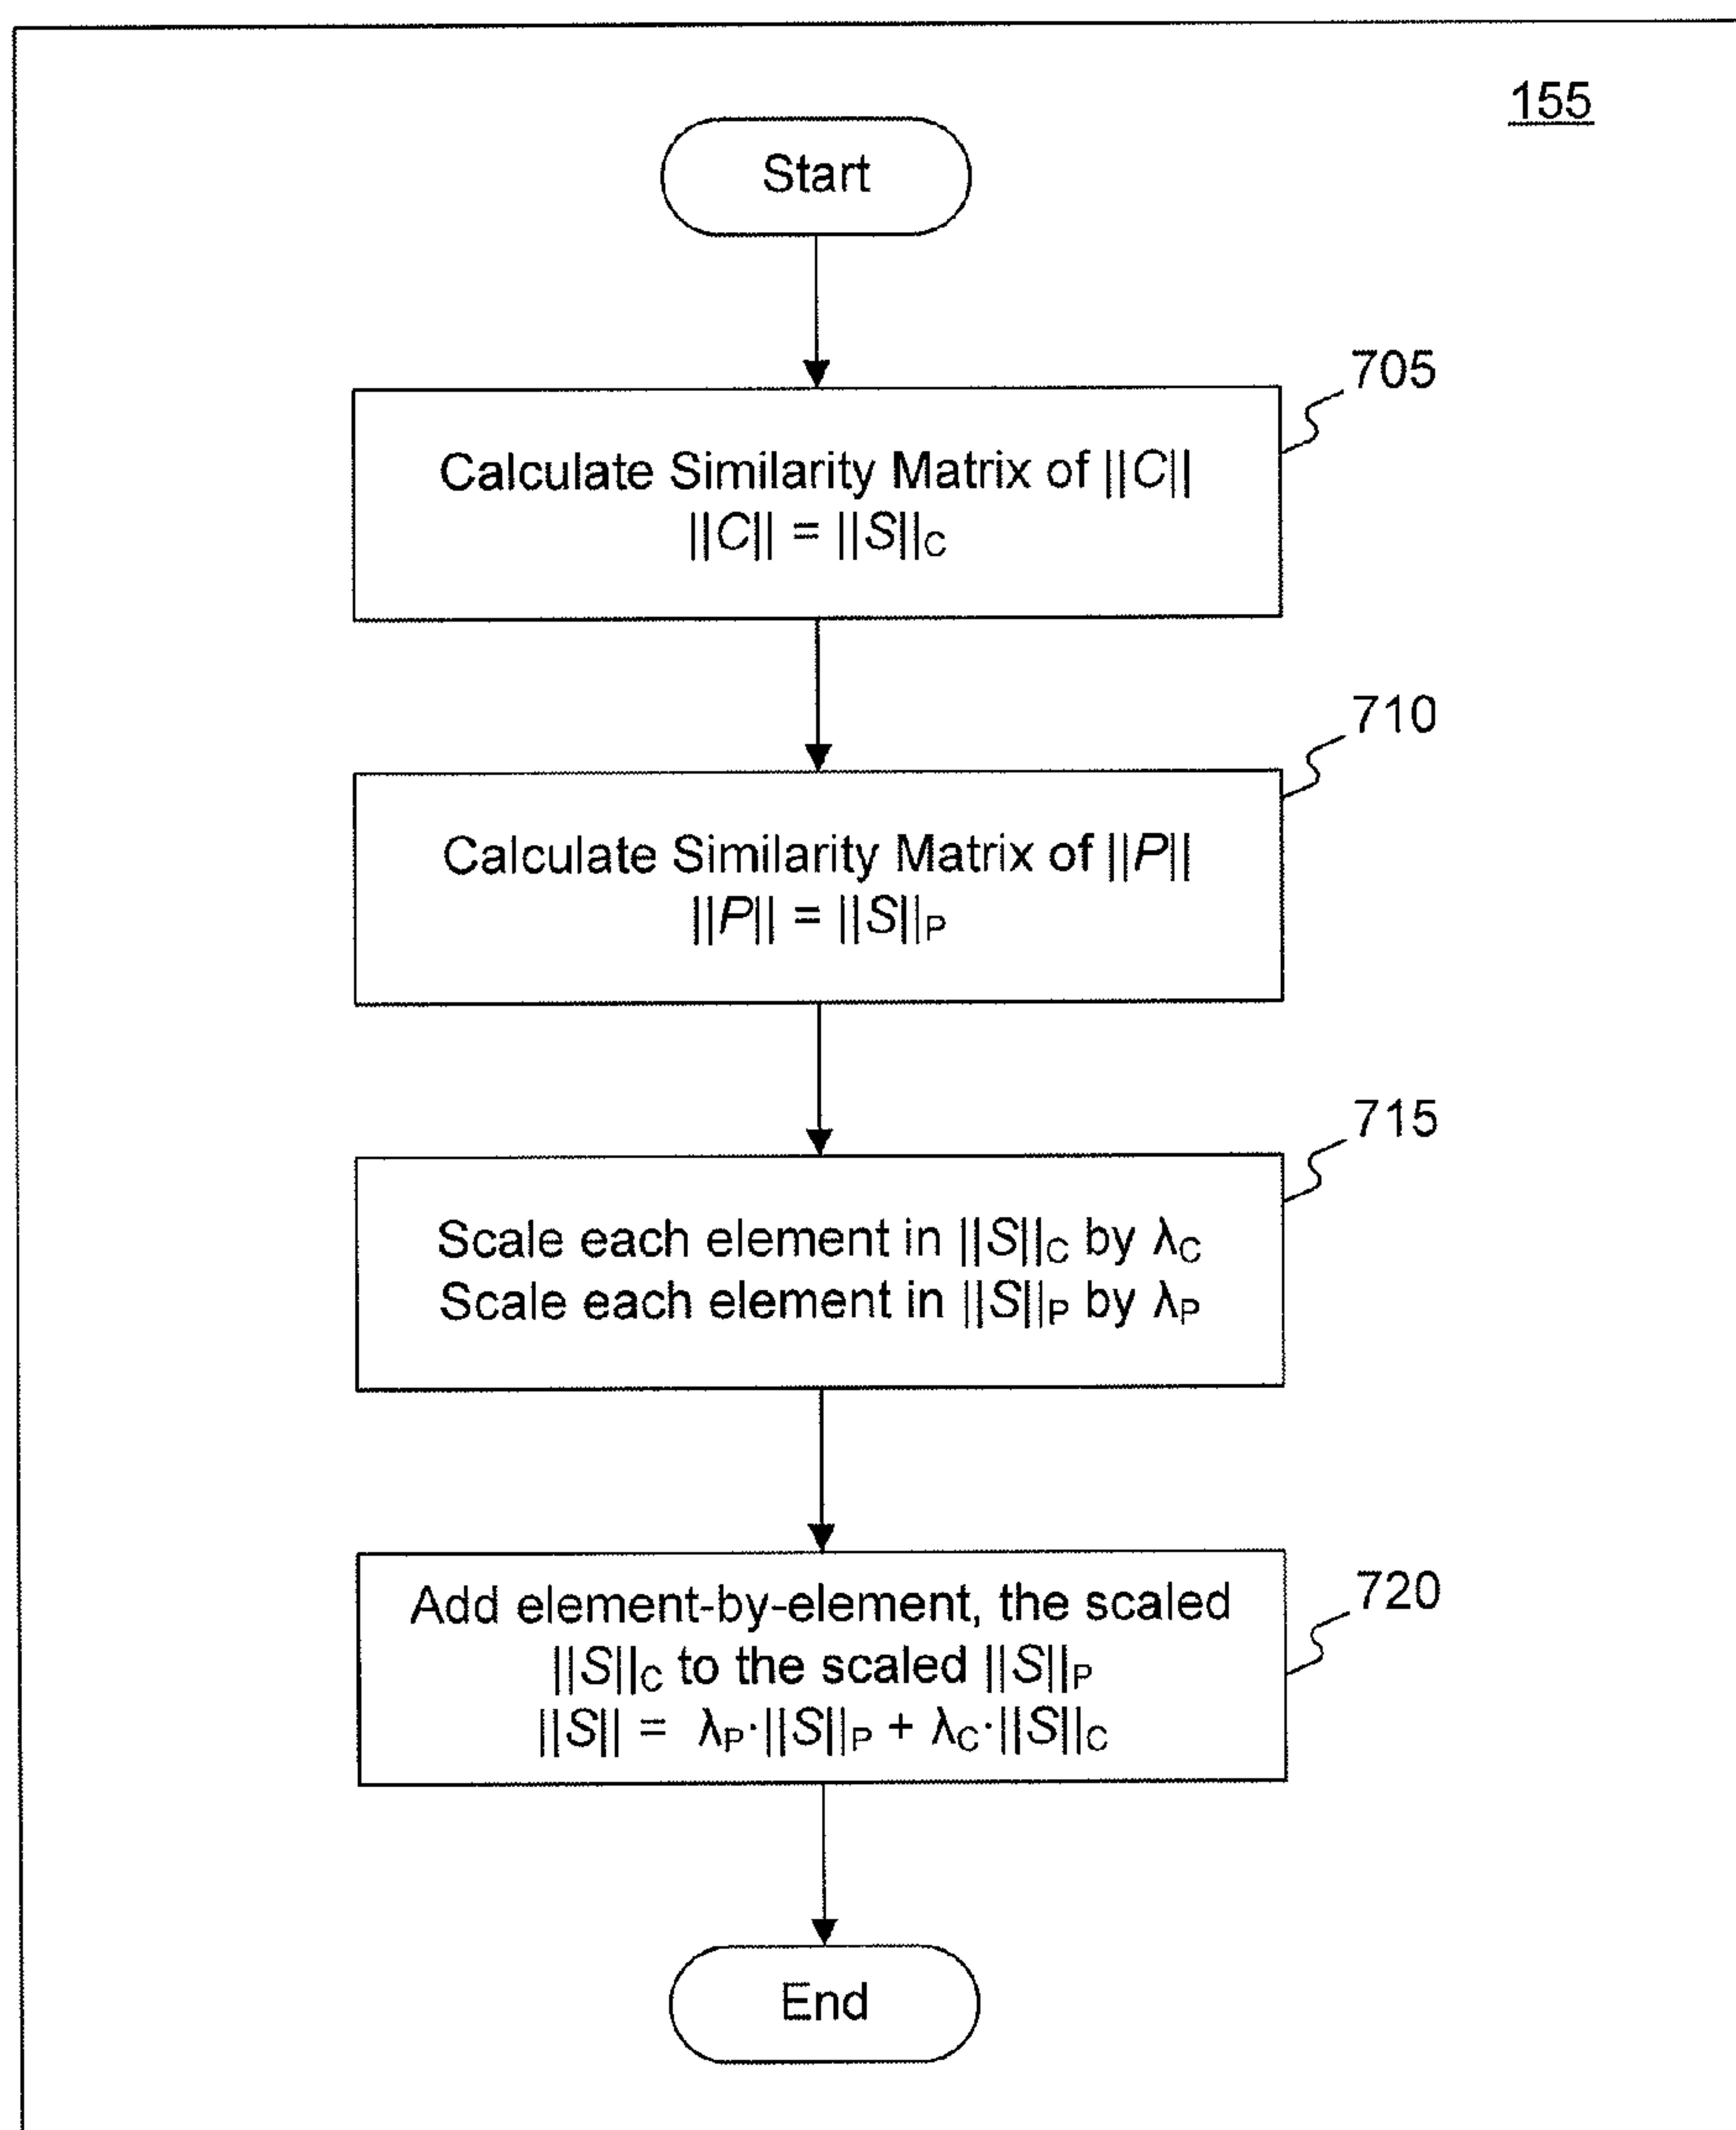 155
Start
705
Calculate Similarity Matrix of ||C||
||C|| = ||S||C
710
Calculate Similarity Matrix of ||P||
||P|| = ||S||P
715
Scale each element in ||S||C by λC
Scale each element in ||S||P by λP
720
Add element-by-element, the scaled
||S||C to the scaled ||S||P
||S|| = λP·||S||P + λC·||S||C
End